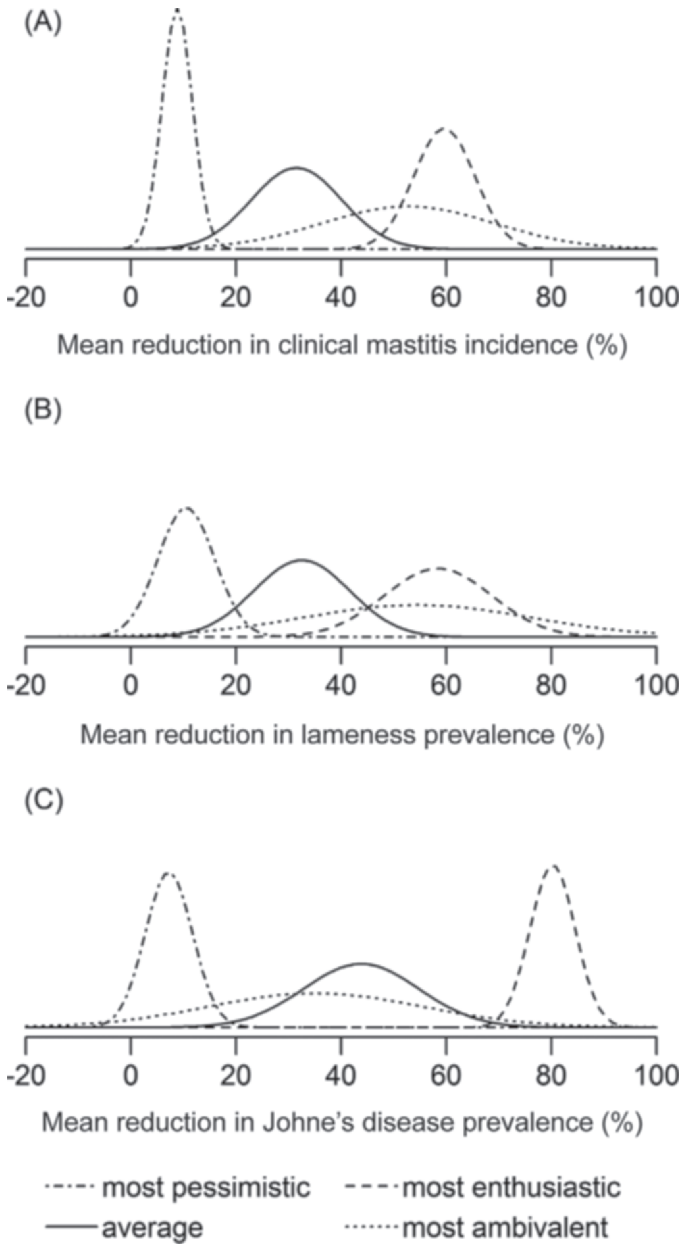 (A)
-20 0 20 40 60 80 100
Mean reduction in clinical mastitis incidence (%)
(B)
-20 0 20 40 60 80 100
Mean reduction in lameness prevalence (%)
(C)
-20 0 20 40 60 80 100
Mean reduction in Johne's disease prevalence (%)
most pessimistic most enthusiastic
average most ambivalent